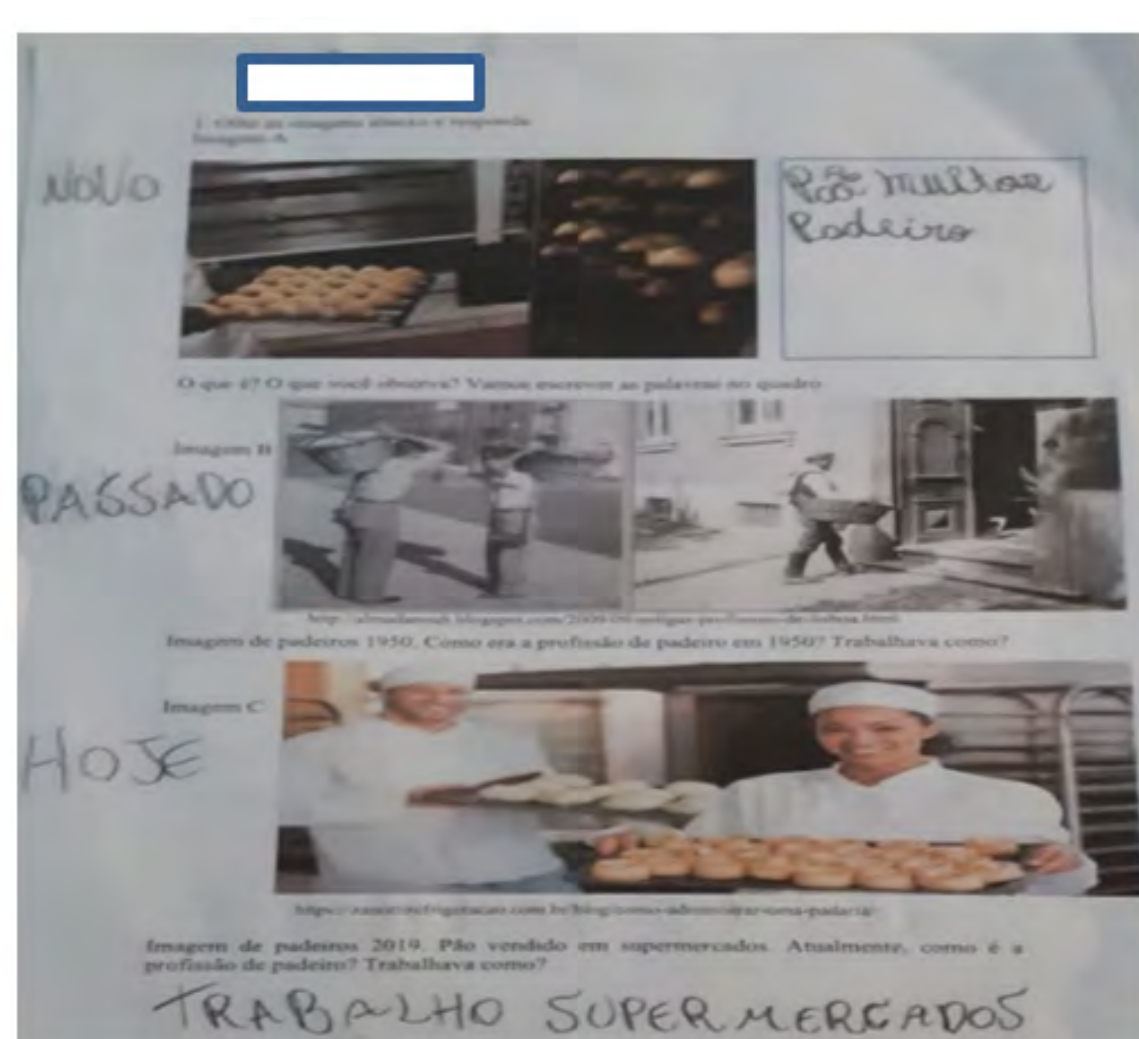 1. Olhe as imagens abaixo e responda
Imagem A
NOVO
Pão mulhor
Padeiro
O que é? O que você observa? Vamos escrever as palavras no quadro
Imagem B
PASSADO
Imagem de padeiros 1950. Como era a profissão de padeiro em 1950? Trabalhava como?
Imagem C
HOJE
Imagem de padeiros 2019. Pão vendido em supermercados. Atualmente, como é a
profissão de padeiro? Trabalhava como?
TRABALHO SUPERMERCADOS